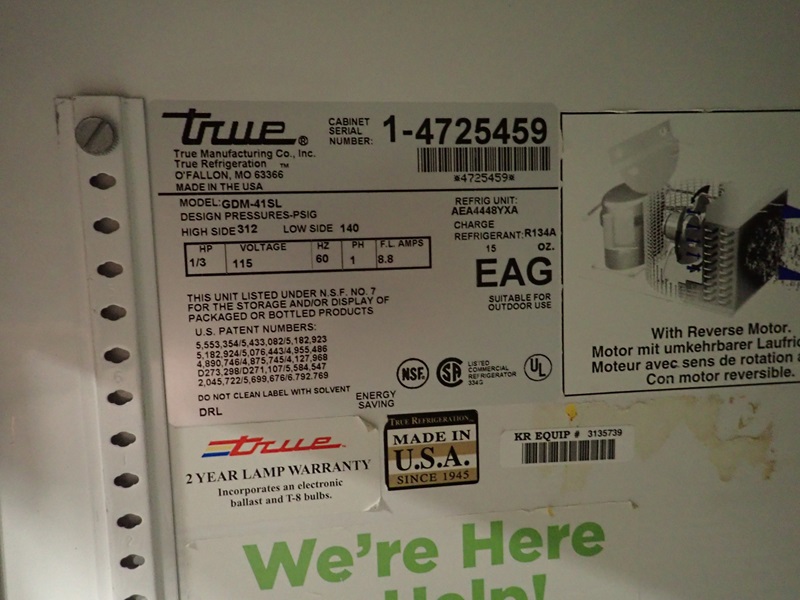 true®
True Manufacturing Co., Inc.
True Refrigeration ™
O'FALLON, MO 63366
MADE IN THE USA
CABINET
SERIAL
NUMBER:
1-4725459
*4725459*
MODEL: GDM-41SL
DESIGN PRESSURES-PSIG
HIGH SIDE 312 LOW SIDE 140
REFRIG UNIT:
AEA4448YXA
CHARGE
REFRIGERANT: R134A
15 OZ.
HP VOLTAGE HZ PH F.L. AMPS
1/3 115 60 1 8.8
EAG
SUITABLE FOR
OUTDOOR USE
THIS UNIT LISTED UNDER N.S.F. NO. 7
FOR THE STORAGE AND/OR DISPLAY OF
PACKAGED OR BOTTLED PRODUCTS
U.S. PATENT NUMBERS:
5,553,354/5,433,082/5,182,923
5,182,924/5,076,443/4,955,486
4,890,746/4,875,745/4,127,968
D273,298/D271,107/5,584,547
2,045,722/5,699,676/6.792.769
DO NOT CLEAN LABEL WITH SOLVENT
DRL
ENERGY
SAVING
NSF.
SA
LISTED
COMMERCIAL
REFRIGERATOR
334G
UL
With Reverse Motor.
Motor mit umkehrbarer Laufric
Moteur avec sens de rotation
Con motor reversible.
true.
2 YEAR LAMP WARRANTY
Incorporates an electronic
ballast and T-8 bulbs.
TRUE REFRIGERATION
MADE IN
U.S.A.
SINCE 1945
KR EQUIP # 3135739
We're Here
Help!